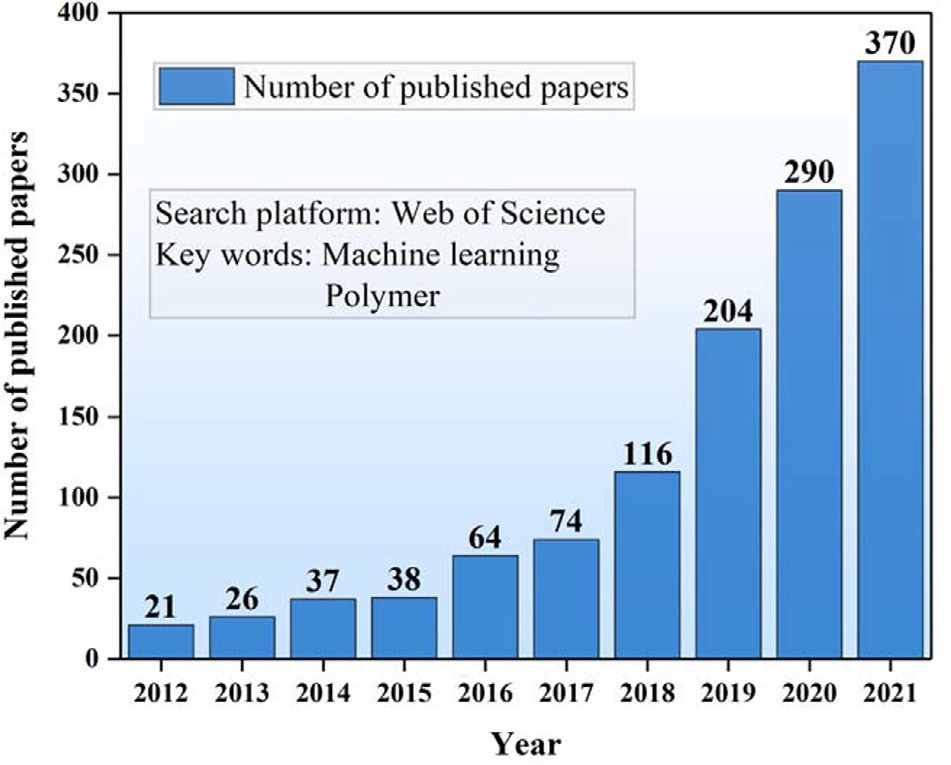 400
350
300
250
200
150
100
50
0
Number of published papers
Number of published papers
Search platform: Web of Science
Key words: Machine learning
Polymer
21
26
37
38
64
74
116
204
290
370
2012 2013 2014 2015 2016 2017 2018 2019 2020 2021
Year